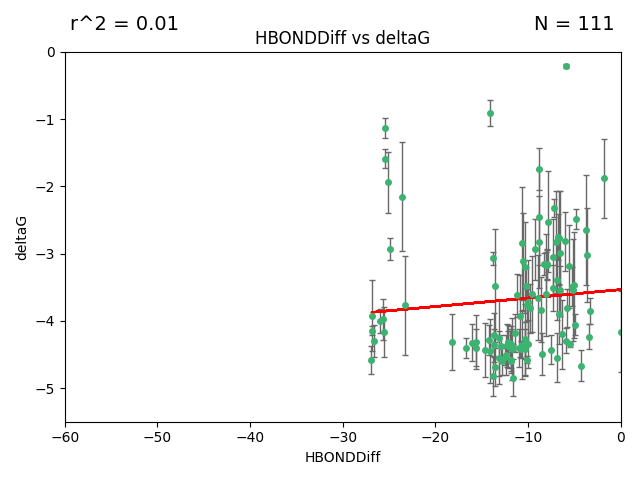 r^2 = 0.01
N = 111
HBONDDiff vs deltaG
deltaG
0
−1
−2
−3
−4
−5
−60
−50
−40
−30
−20
−10
0
HBONDDiff